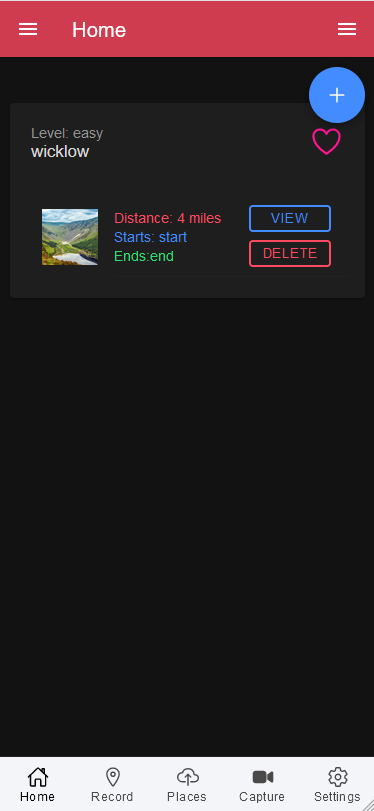 Home
Level: easy
wicklow
Distance: 4 miles
Starts: start
Ends:end
VIEW
DELETE
Home
Record
Places
Capture
Settings